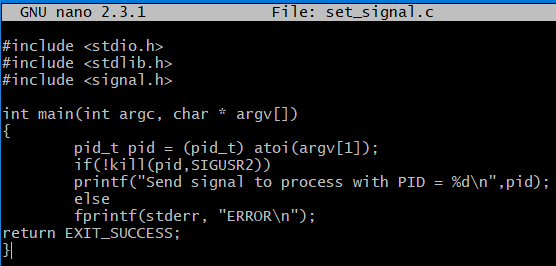 GNU nano 2.3.1 File: set_signal.c
#include <stdio.h>
#include <stdlib.h>
#include <signal.h>
int main(int argc, char * argv[])
{
pid_t pid = (pid_t) atoi(argv[1]);
if(!kill(pid,SIGUSR2))
printf("Send signal to process with PID = %d\n",pid);
else
fprintf(stderr, "ERROR\n");
return EXIT_SUCCESS;
}